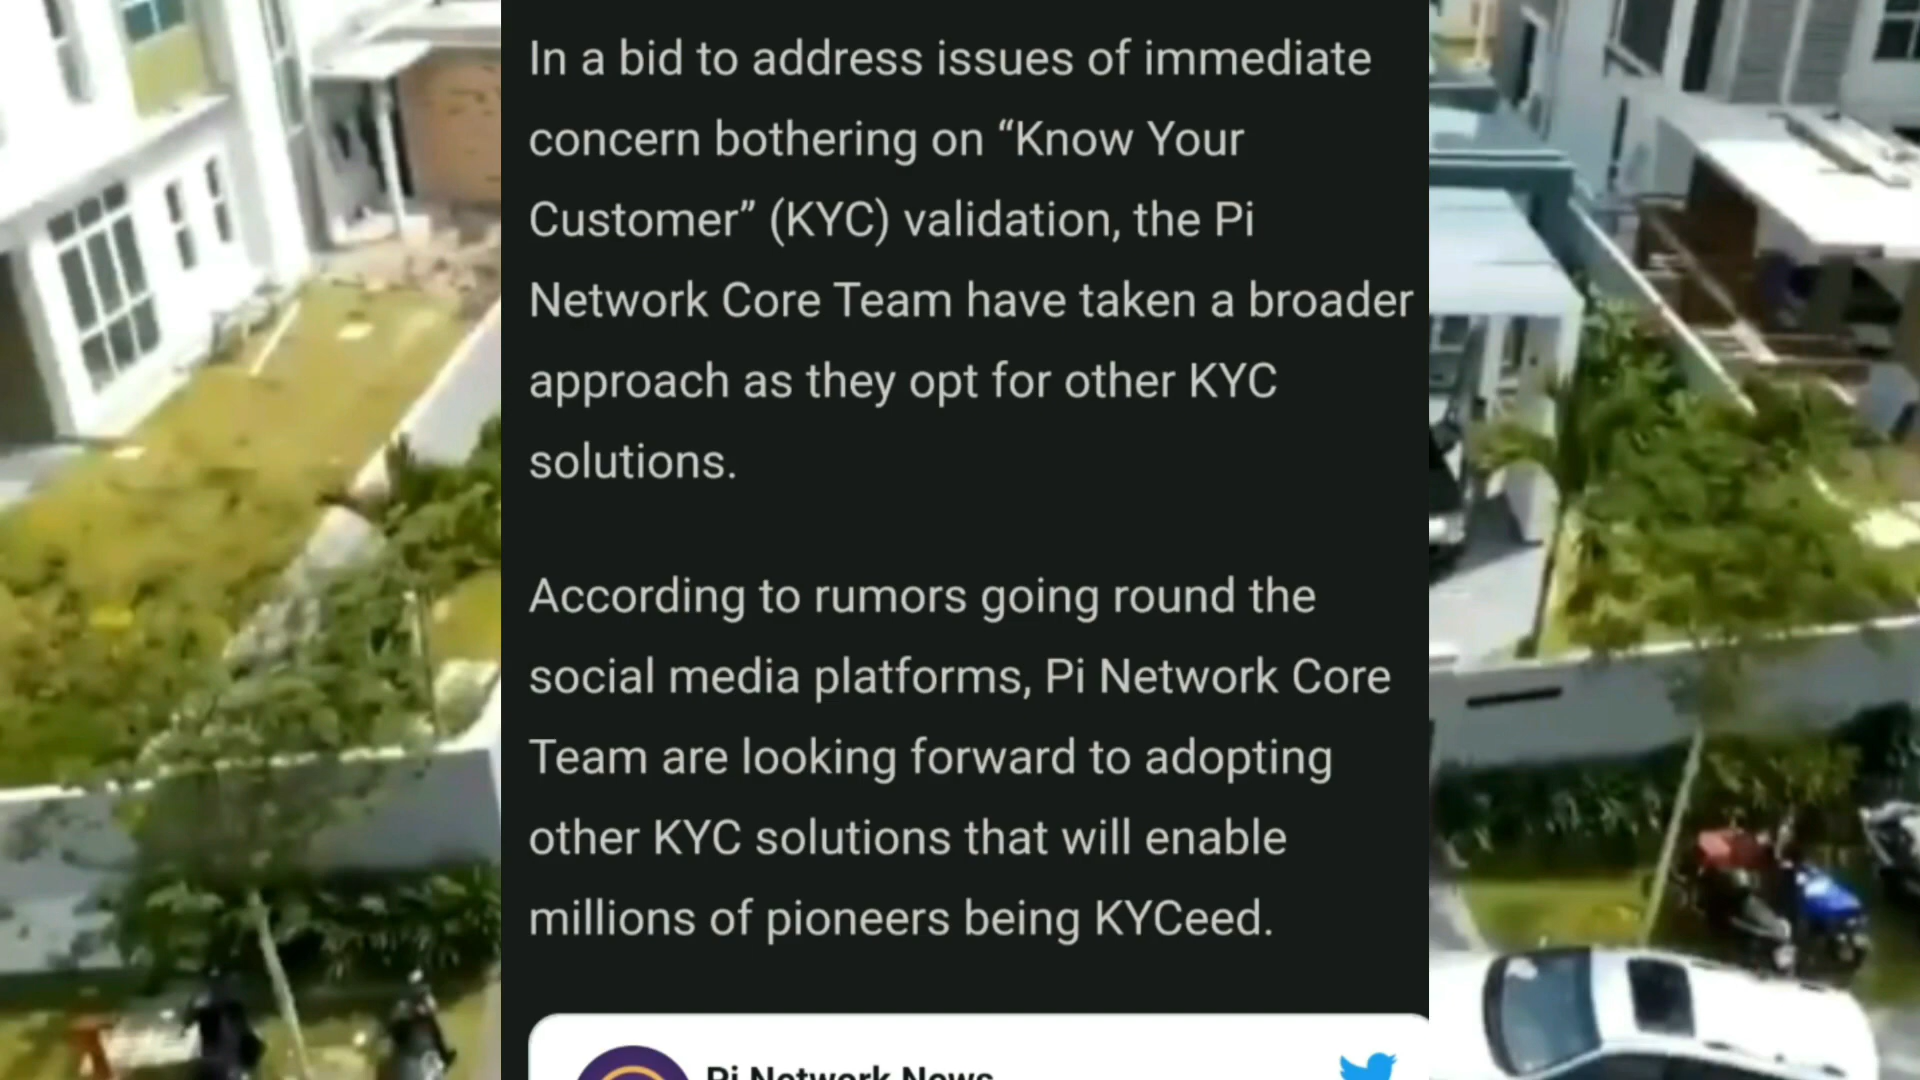 In a bid to address issues of immediate
concern bothering on “Know Your
Customer” (KYC) validation, the Pi
Network Core Team have taken a broader
approach as they opt for other KYC
solutions.
According to rumors going round the
social media platforms, Pi Network Core
Team are looking forward to adopting
other KYC solutions that will enable
millions of pioneers being KYCeed.
Pi Network News